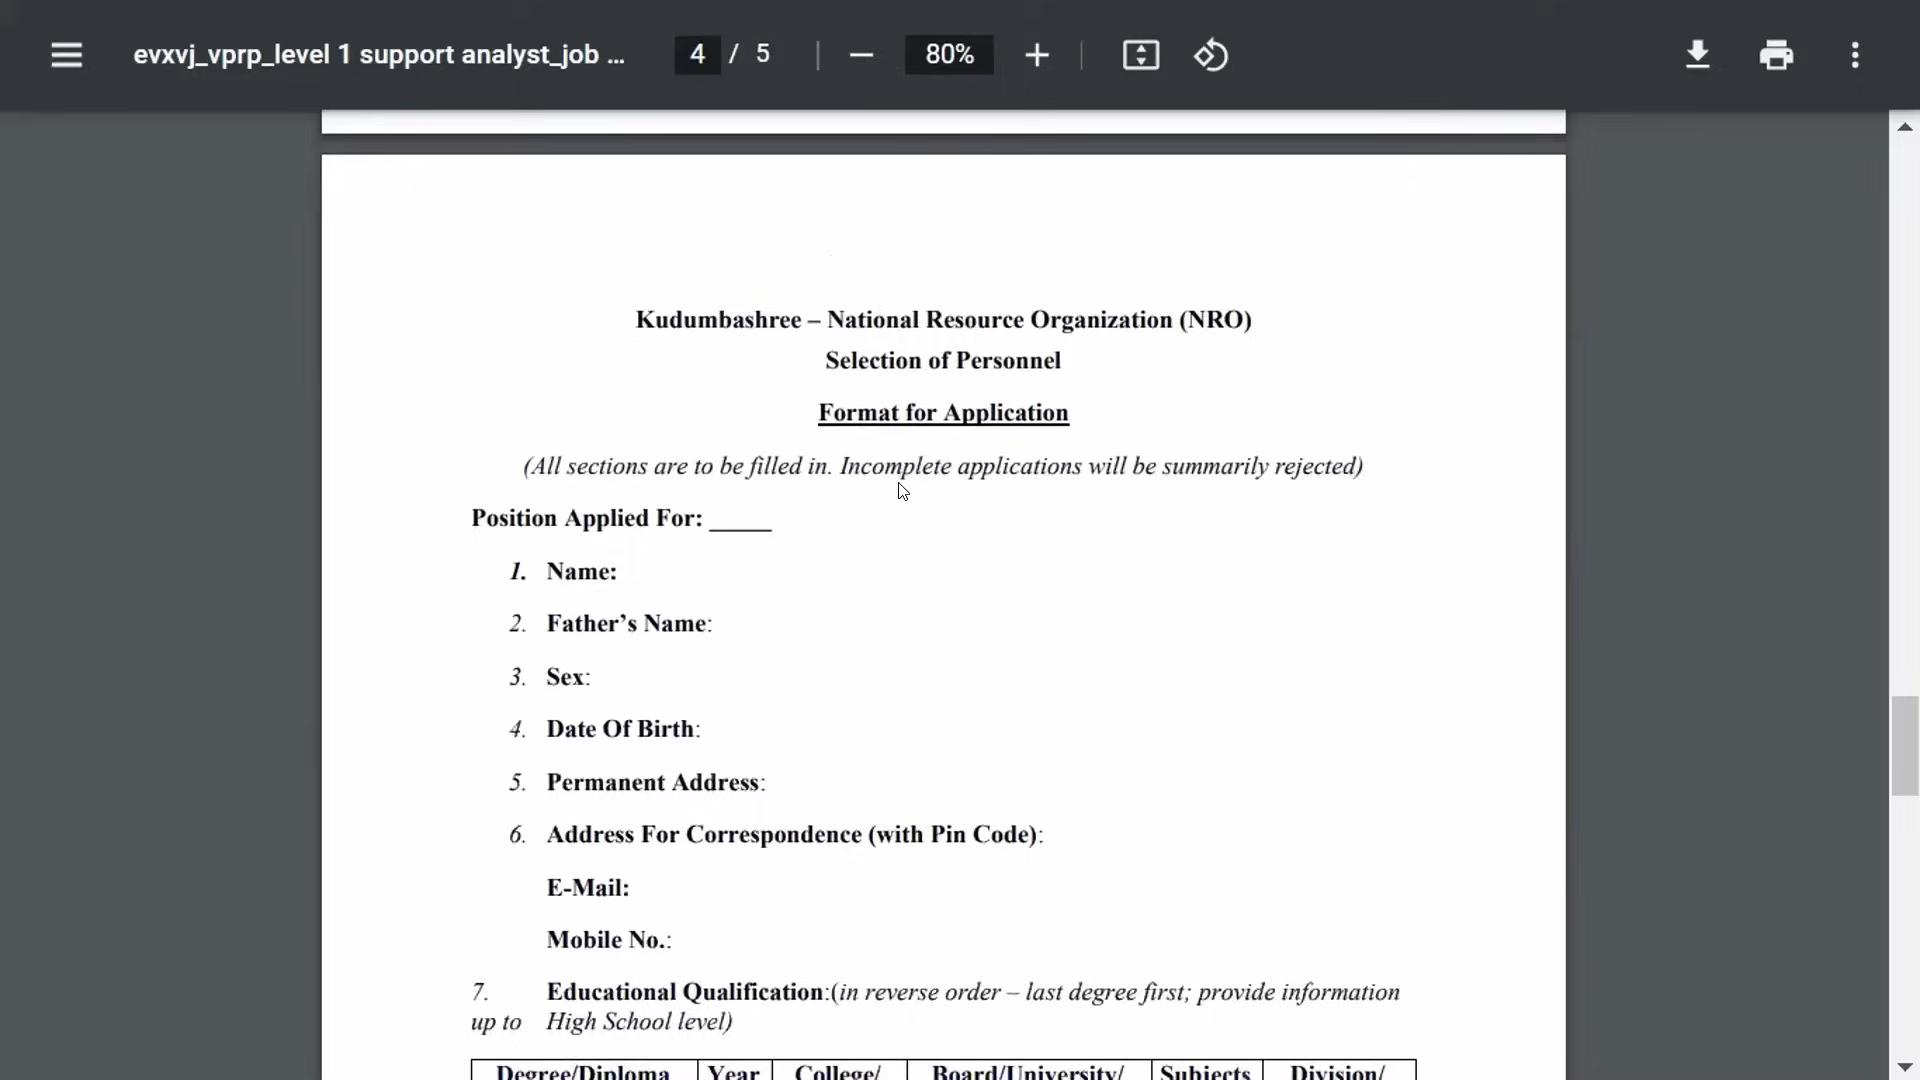 evxvj_vprp_level 1 support analyst_job ... 4 / 5 80%
Kudumbashree – National Resource Organization (NRO)
Selection of Personnel
Format for Application
(All sections are to be filled in. Incomplete applications will be summarily rejected)
Position Applied For: _____
1. Name:
2. Father’s Name:
3. Sex:
4. Date Of Birth:
5. Permanent Address:
6. Address For Correspondence (with Pin Code):
E-Mail:
Mobile No.:
7. Educational Qualification:(in reverse order – last degree first; provide information
up to High School level)
Degree/Diploma Year College/ Board/University/ Subjects Division/